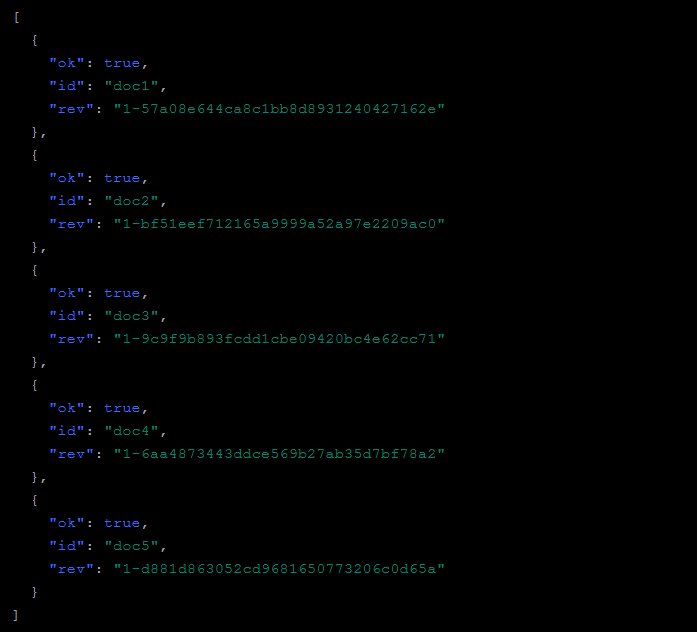 [
  {
    "ok": true,
    "id": "doc1",
    "rev": "1-57a08e644ca8c1bb8d8931240427162e"
  },
  {
    "ok": true,
    "id": "doc2",
    "rev": "1-bf51eef712165a9999a52a97e2209ac0"
  },
  {
    "ok": true,
    "id": "doc3",
    "rev": "1-9c9f9b893fcdd1cbe09420bc4e62cc71"
  },
  {
    "ok": true,
    "id": "doc4",
    "rev": "1-6aa4873443ddce569b27ab35d7bf78a2"
  },
  {
    "ok": true,
    "id": "doc5",
    "rev": "1-d881d863052cd9681650773206c0d65a"
  }
]